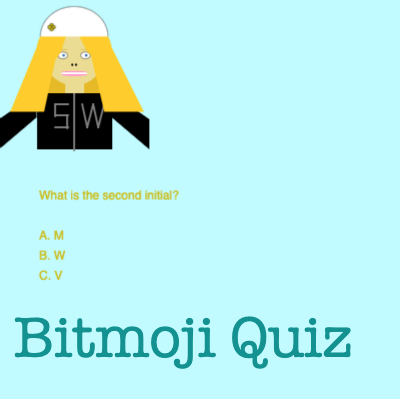 S W
What is the second initial?
A. M
B. W
C. V
Bitmoji Quiz